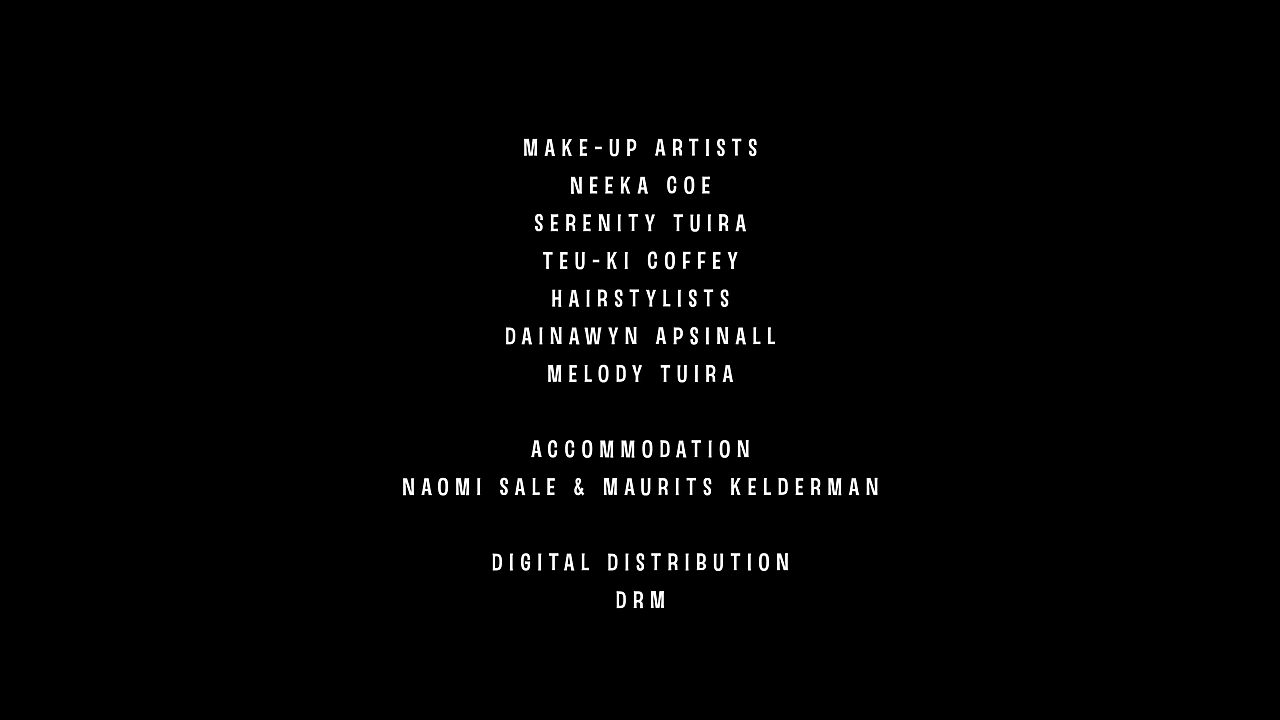 MAKE-UP ARTISTS
NEEKA COE
SERENITY TUIRA
TEU-KI COFFEY
HAIRSTYLISTS
DAINAWYN APSINALL
MELODY TUIRA
ACCOMMODATION
NAOMI SALE & MAURITS KELDERMAN
DIGITAL DISTRIBUTION
DRM